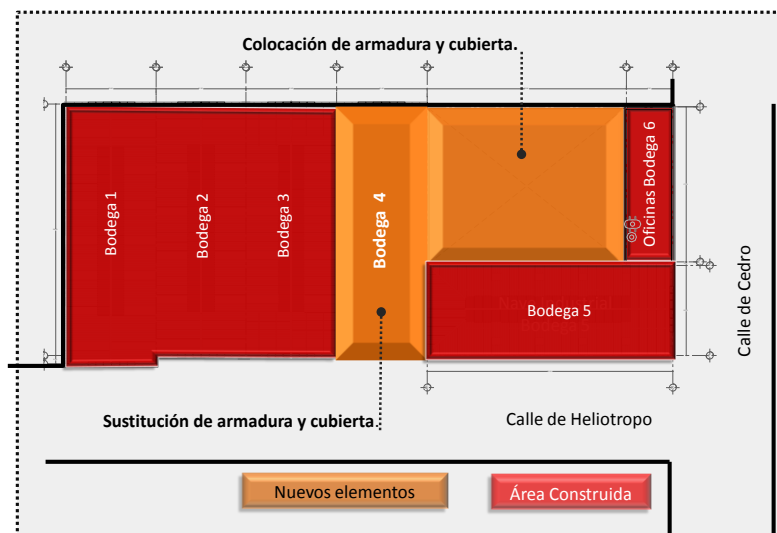 Colocación de armadura y cubierta.
Bodega 1
Bodega 2
Bodega 3
Bodega 4
Oficinas Bodega 6
Bodega 5
Calle de Cedro
Sustitución de armadura y cubierta.
Calle de Heliotropo
Nuevos elementos
Área Construida